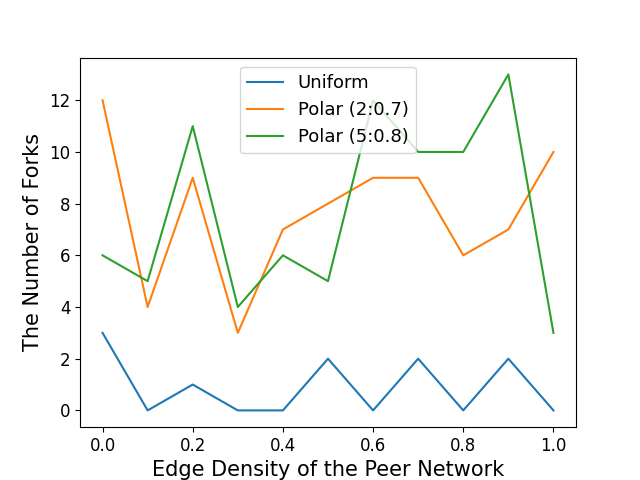 Uniform
Polar (2:0.7)
Polar (5:0.8)
The Number of Forks
12
10
8
6
4
2
0
0.0 0.2 0.4 0.6 0.8 1.0
Edge Density of the Peer Network